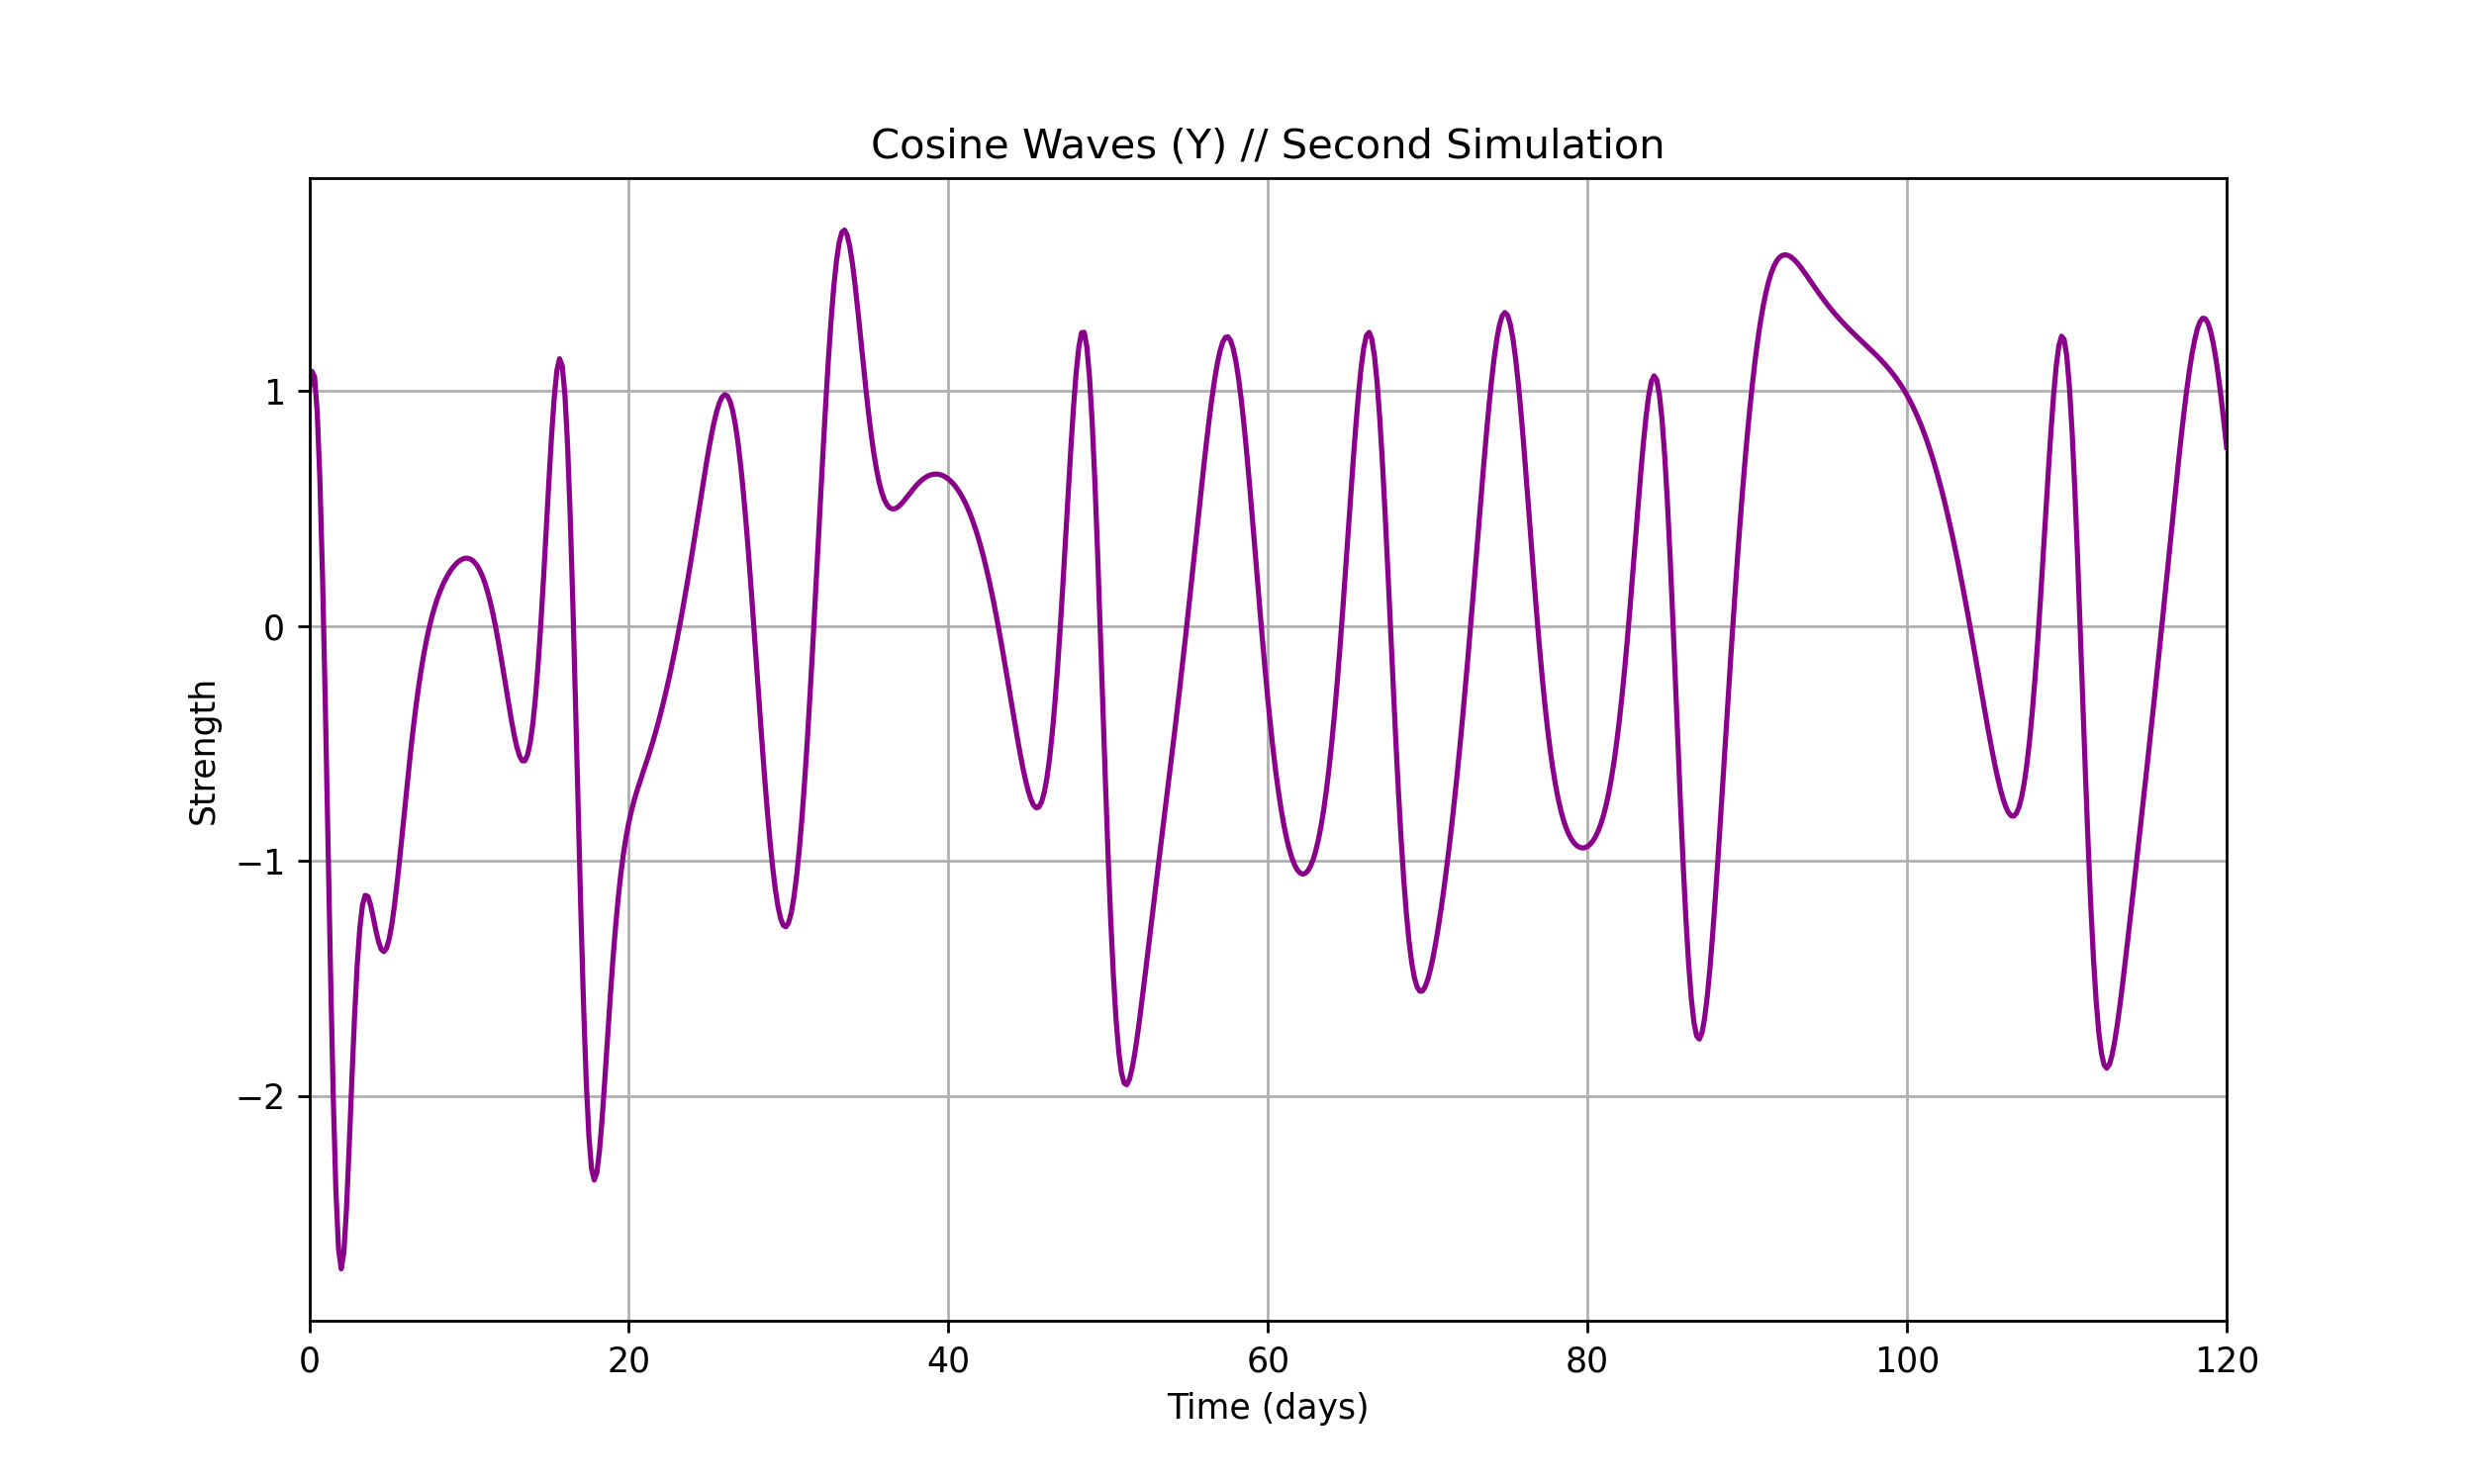 Cosine Waves (Y) // Second Simulation
Strength
1
0
−1
−2
0 20 40 60 80 100 120
Time (days)